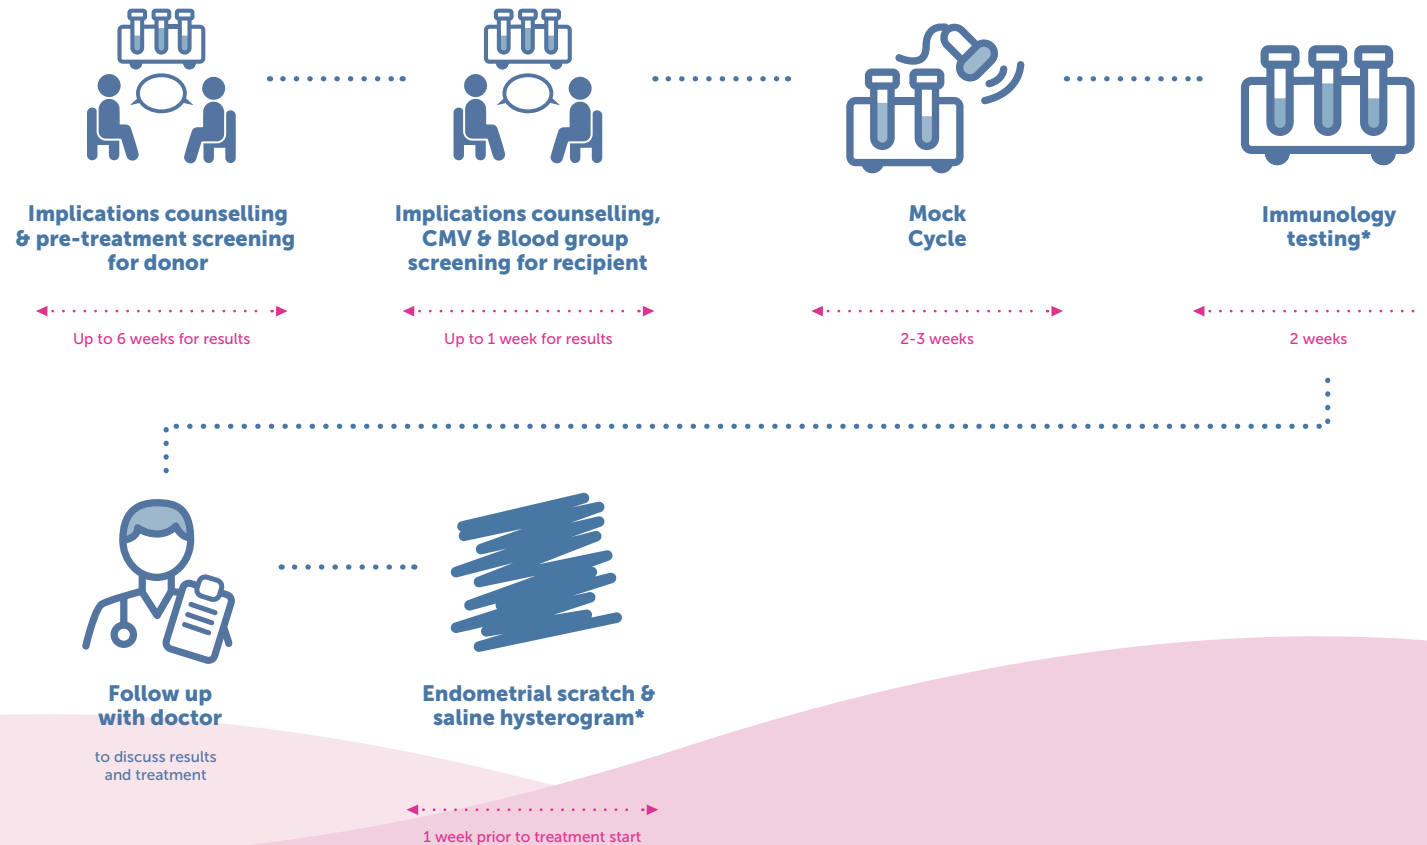 Implications counselling
& pre-treatment screening
for donor
Up to 6 weeks for results
Implications counselling,
CMV & Blood group
screening for recipient
Up to 1 week for results
Mock
Cycle
2-3 weeks
Immunology
testing*
2 weeks
Follow up
with doctor
to discuss results
and treatment
Endometrial scratch &
saline hysterogram*
1 week prior to treatment start